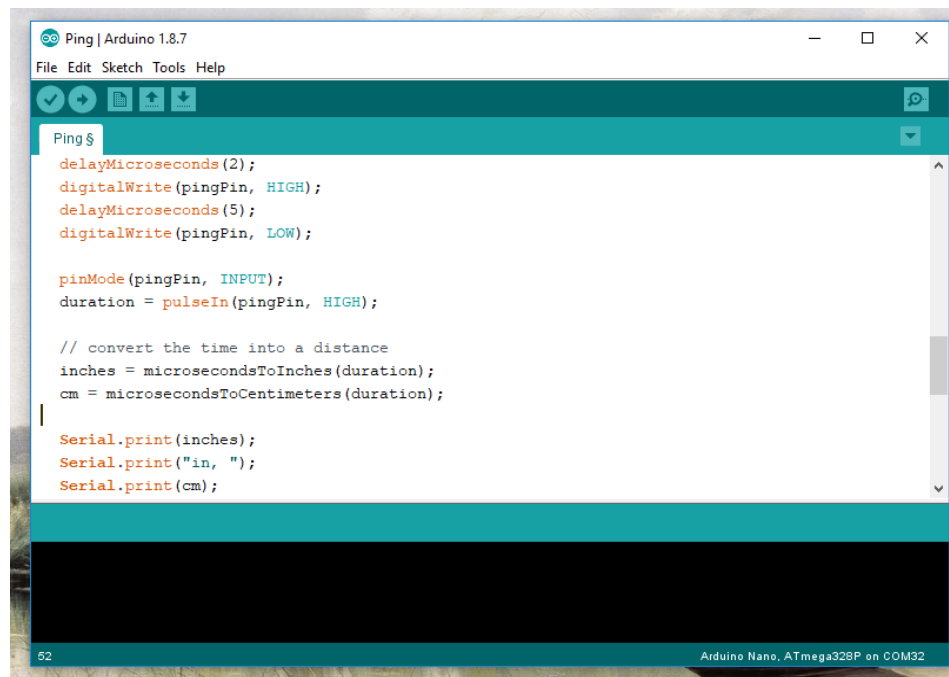 Ping | Arduino 1.8.7
File Edit Sketch Tools Help
Ping §
delayMicroseconds(2);
digitalWrite(pingPin, HIGH);
delayMicroseconds(5);
digitalWrite(pingPin, LOW);
pinMode(pingPin, INPUT);
duration = pulseIn(pingPin, HIGH);
// convert the time into a distance
inches = microsecondsToInches(duration);
cm = microsecondsToCentimeters(duration);
Serial.print(inches);
Serial.print("in, ");
Serial.print(cm);
52 Arduino Nano, ATmega328P on COM32